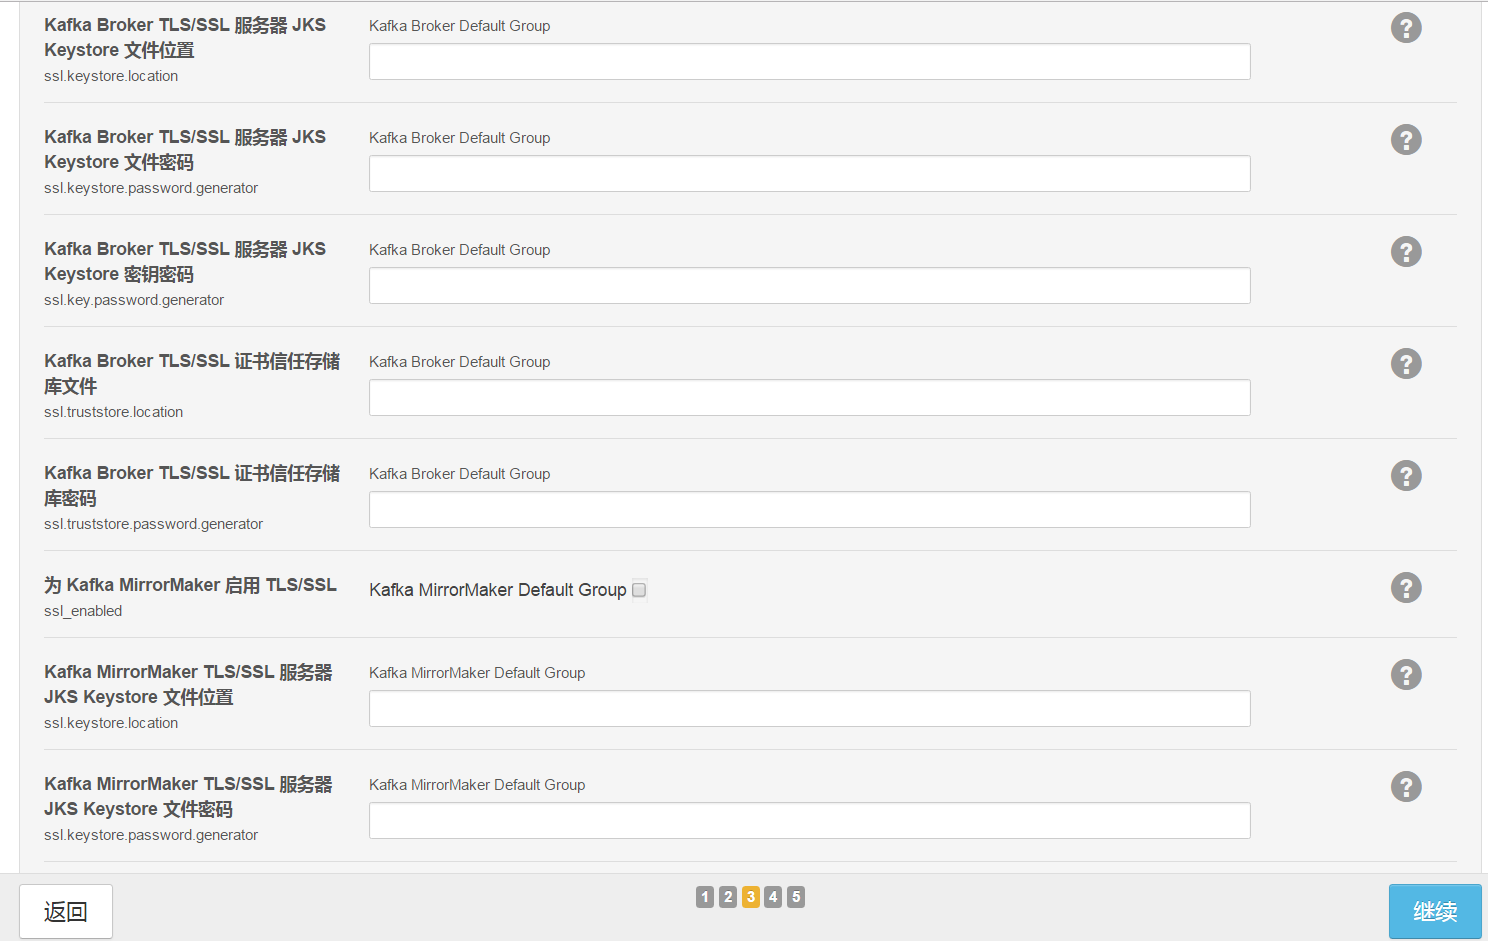 Kafka Broker TLS/SSL 服务器 JKS
Keystore 文件位置
ssl.keystore.location
Kafka Broker Default Group
?
Kafka Broker TLS/SSL 服务器 JKS
Keystore 文件密码
ssl.keystore.password.generator
Kafka Broker Default Group
?
Kafka Broker TLS/SSL 服务器 JKS
Keystore 密钥密码
ssl.key.password.generator
Kafka Broker Default Group
?
Kafka Broker TLS/SSL 证书信任存储
库文件
ssl.truststore.location
Kafka Broker Default Group
?
Kafka Broker TLS/SSL 证书信任存储
库密码
ssl.truststore.password.generator
Kafka Broker Default Group
?
为 Kafka MirrorMaker 启用 TLS/SSL
ssl_enabled
Kafka MirrorMaker Default Group
?
Kafka MirrorMaker TLS/SSL 服务器
JKS Keystore 文件位置
ssl.keystore.location
Kafka MirrorMaker Default Group
?
Kafka MirrorMaker TLS/SSL 服务器
JKS Keystore 文件密码
ssl.keystore.password.generator
Kafka MirrorMaker Default Group
?
返回
1 2 3 4 5
继续